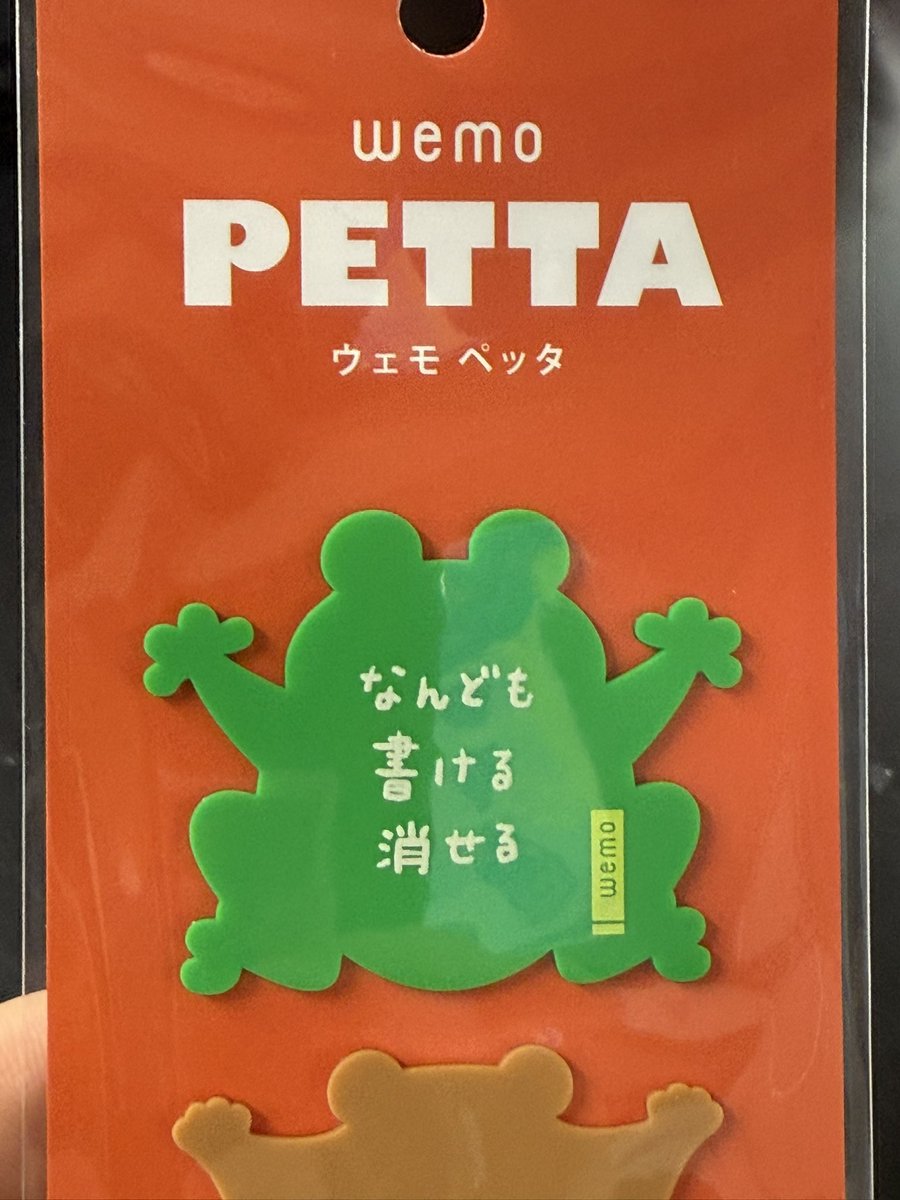 wemo
PETTA
ウェモ ペッタ
なんども
書ける
消せる
wemo